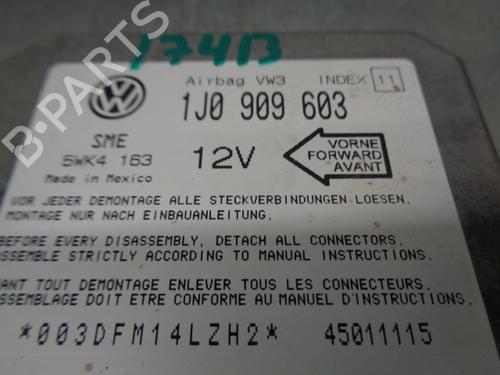 17413
Airbag VW3 INDEX 11
1J0 909 603
SME
5WK4 163
Made in Mexico
12V
VORNE
FORWARD
AVANT
VOR JEDER DEMONTAGE ALLE STECKVERBINDUNGEN LOESEN.
MONTAGE NUR NACH EINBAUANLEITUNG.
BEFORE EVERY DISASSEMBLY, DETACH ALL CONNECTORS.
ASSEMBLE STRICTLY ACCORDING TO MANUAL INSTRUCTIONS.
ANT TOUT DEMONTAGE ENLEVER TOUS LES CONNECTEURS.
ASSEMBLAGE DOIT ETRE CONFORME AU MANUEL D'INSTRUCTIONS.
*003DFM14LZH2* 45011115
B-PARTS